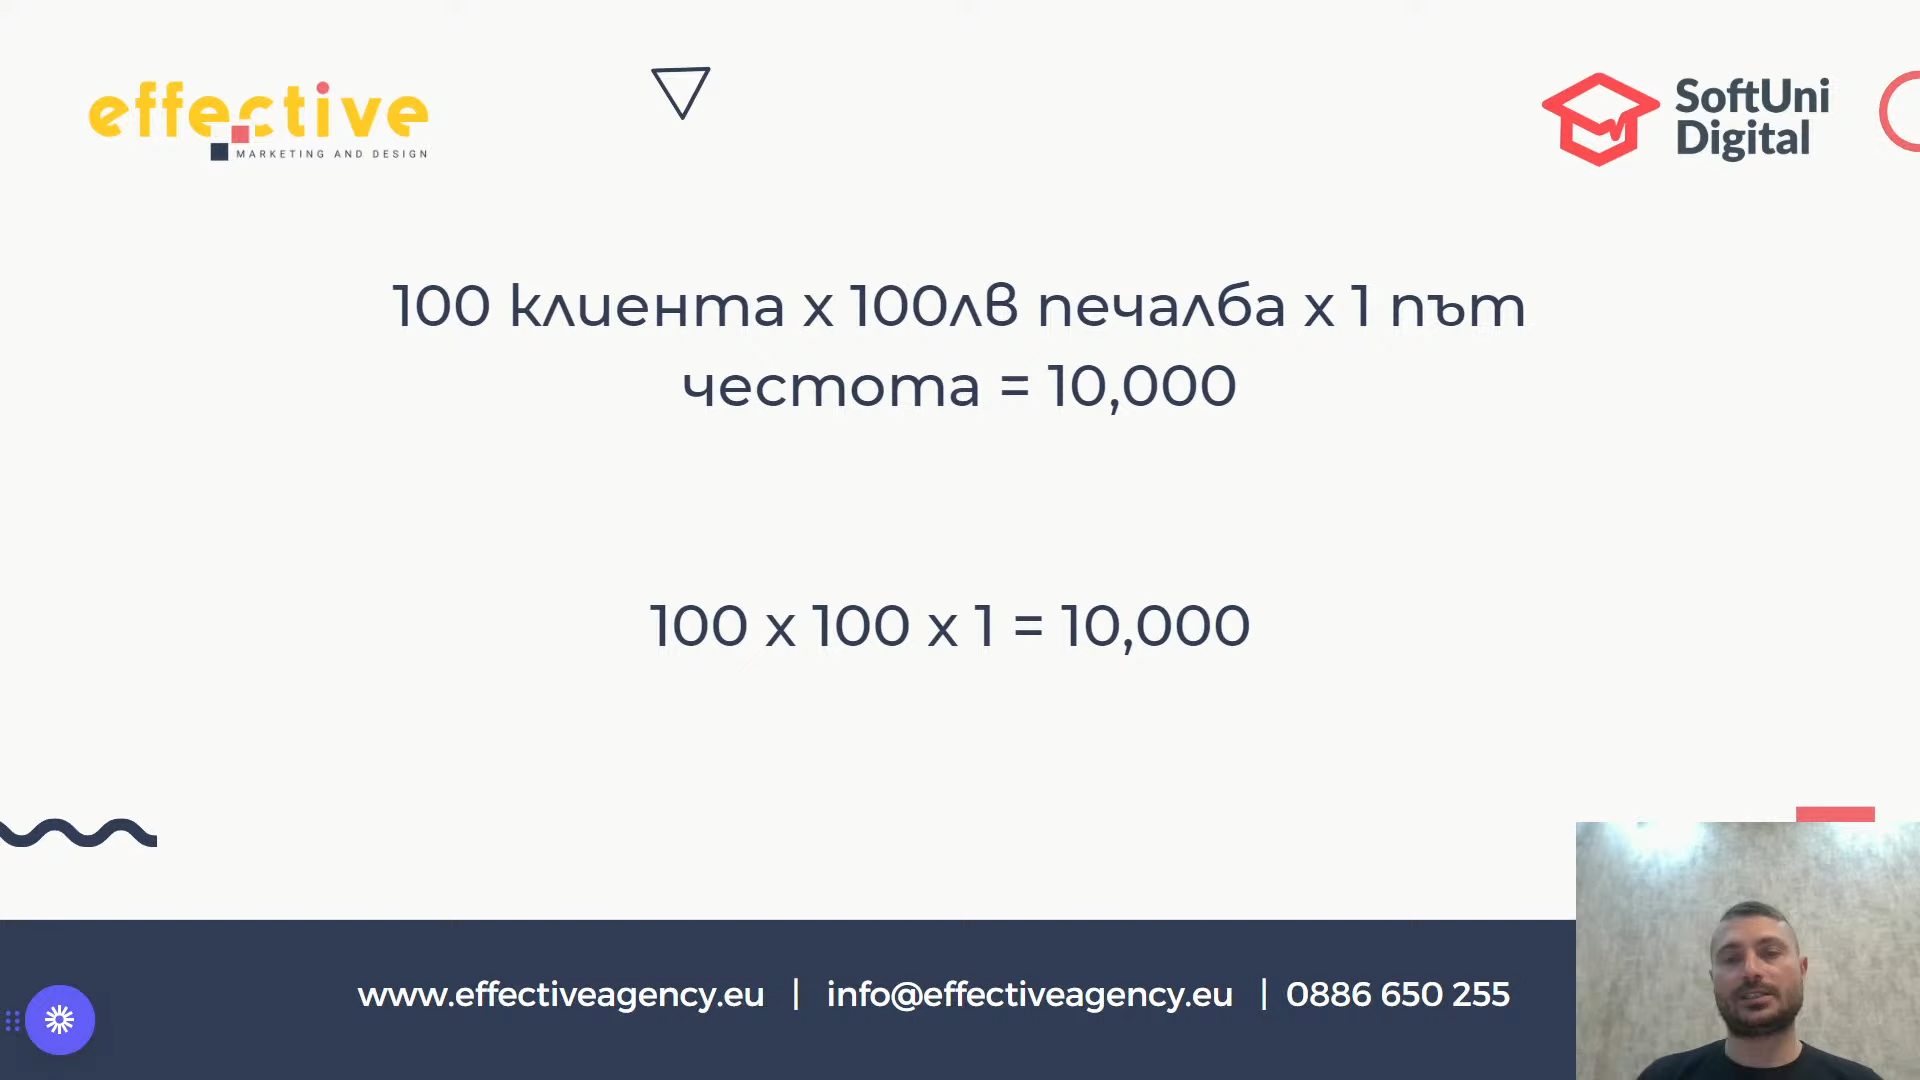 effective
MARKETING AND DESIGN
SoftUni
Digital
100 клиента x 100лв печалба x 1 път
честота = 10,000
100 x 100 x 1 = 10,000
www.effectiveagency.eu | info@effectiveagency.eu | 0886 650 255